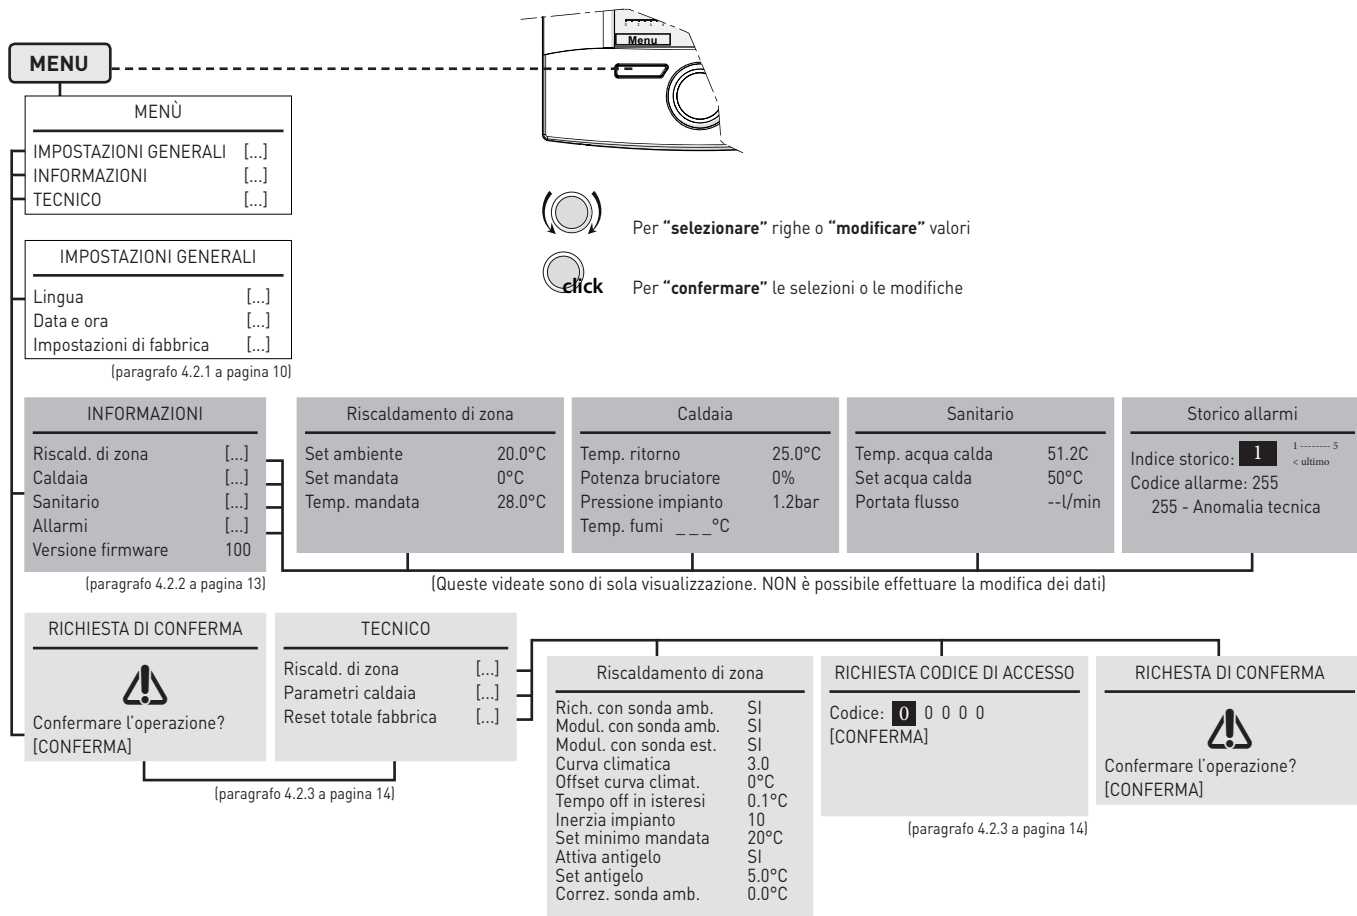 Menu
MENU
MENÙ
IMPOSTAZIONI GENERALI [...]
INFORMAZIONI [...]
TECNICO [...]
Per “selezionare” righe o “modificare” valori
click
Per “confermare” le selezioni o le modifiche
IMPOSTAZIONI GENERALI
Lingua [...]
Data e ora [...]
Impostazioni di fabbrica [...]
(paragrafo 4.2.1 a pagina 10)
INFORMAZIONI
Riscald. di zona [...]
Caldaia [...]
Sanitario [...]
Allarmi [...]
Versione firmware 100
(paragrafo 4.2.2 a pagina 13)
Riscaldamento di zona
Set ambiente 20.0°C
Set mandata 0°C
Temp. mandata 28.0°C
Caldaia
Temp. ritorno 25.0°C
Potenza bruciatore 0%
Pressione impianto 1.2bar
Temp. fumi _ _ _°C
Sanitario
Temp. acqua calda 51.2C
Set acqua calda 50°C
Portata flusso --l/min
Storico allarmi
Indice storico: 1 1 -------- 5
< ultimo
Codice allarme: 255
255 - Anomalia tecnica
(Queste videate sono di sola visualizzazione. NON è possibile effettuare la modifica dei dati)
RICHIESTA DI CONFERMA
Confermare l’operazione?
[CONFERMA]
TECNICO
Riscald. di zona [...]
Parametri caldaia [...]
Reset totale fabbrica [...]
(paragrafo 4.2.3 a pagina 14)
Riscaldamento di zona
Rich. con sonda amb. SI
Modul. con sonda amb. SI
Modul. con sonda est. SI
Curva climatica 3.0
Offset curva climat. 0°C
Tempo off in isteresi 0.1°C
Inerzia impianto 10
Set minimo mandata 20°C
Attiva antigelo SI
Set antigelo 5.0°C
Correz. sonda amb. 0.0°C
RICHIESTA CODICE DI ACCESSO
Codice: 0 0 0 0 0
[CONFERMA]
(paragrafo 4.2.3 a pagina 14)
RICHESTA DI CONFERMA
Confermare l’operazione?
[CONFERMA]